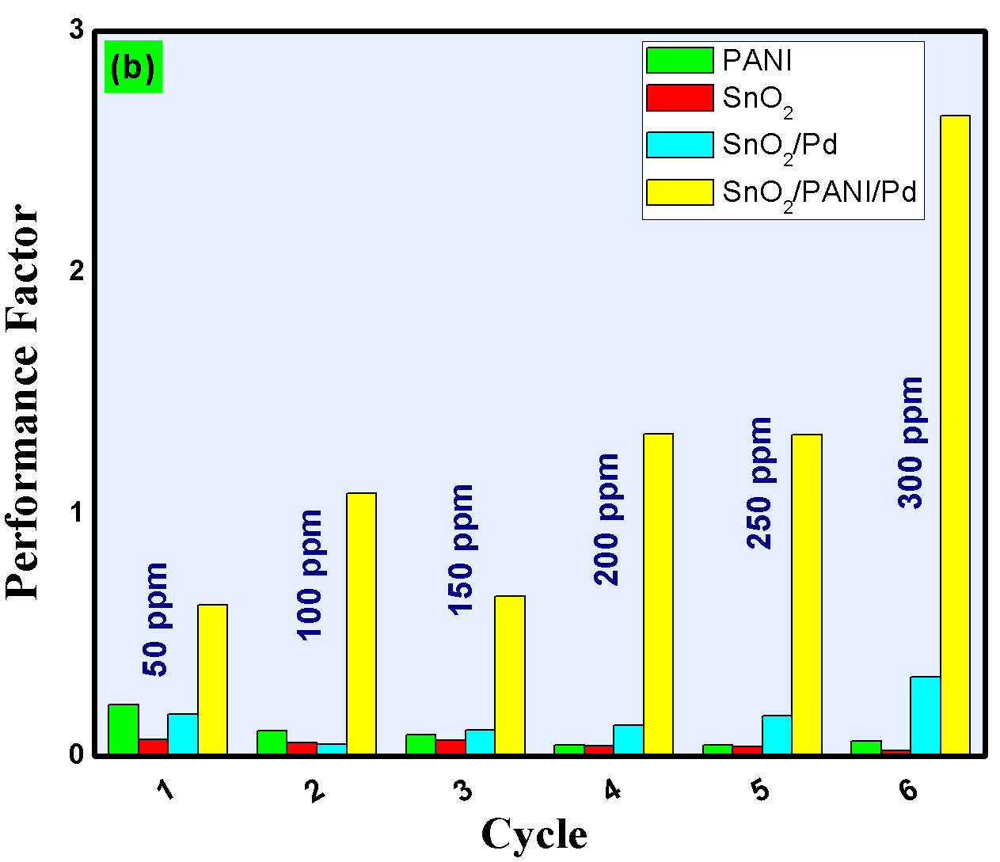 (b)
PANI
SnO₂
SnO₂/Pd
SnO₂/PANI/Pd
Performance Factor
3
2
1
0
50 ppm
100 ppm
150 ppm
200 ppm
250 ppm
300 ppm
1 2 3 4 5 6
Cycle